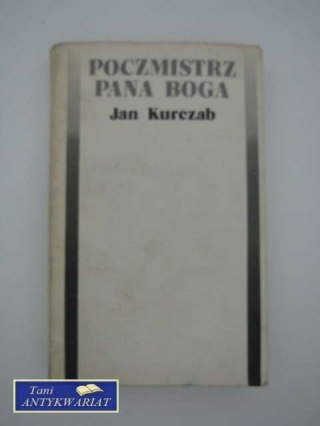 POCZMISTRZ
PANA BOGA
Jan Kurczab
Tani
ANTYKWARIAT